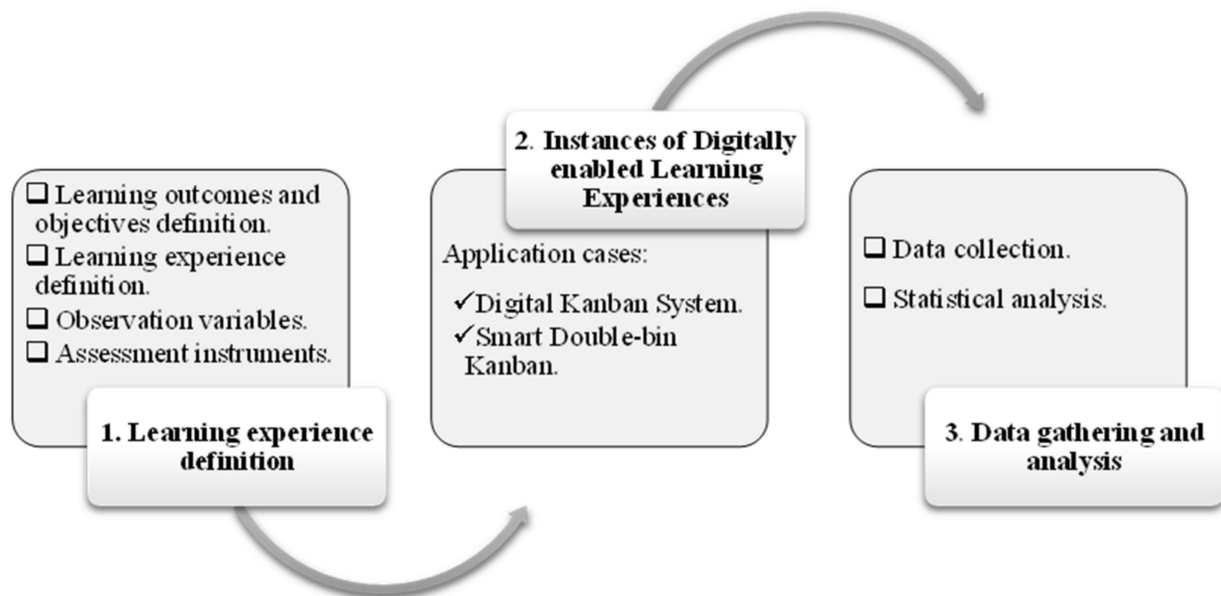 ❑ Learning outcomes and
objectives definition.
❑ Learning experience
definition.
❑ Observation variables.
❑ Assessment instruments.
1. Learning experience
definition
2. Instances of Digitally
enabled Learning
Experiences
Application cases:
✓Digital Kanban System.
✓Smart Double-bin
Kanban.
❑ Data collection.
❑ Statistical analysis.
3. Data gathering and
analysis